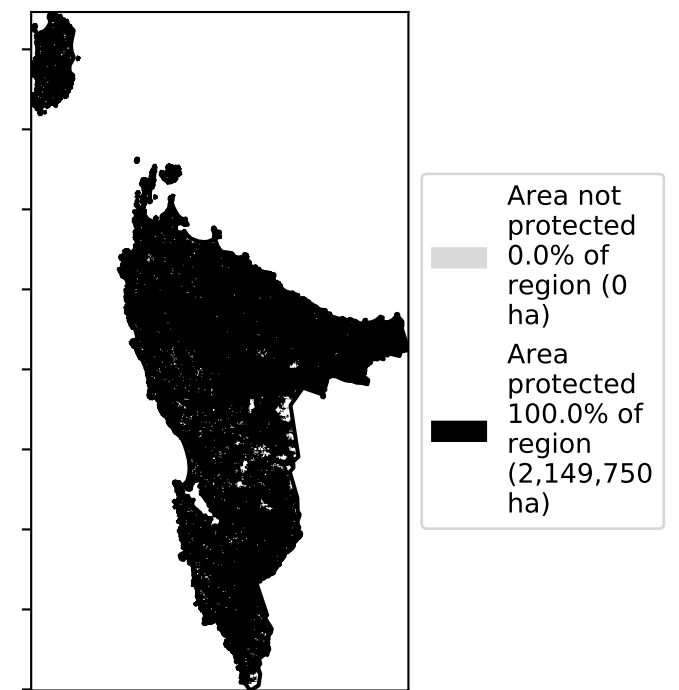 Area not
protected
0.0% of
region (0
ha)
Area
protected
100.0% of
region
(2,149,750
ha)